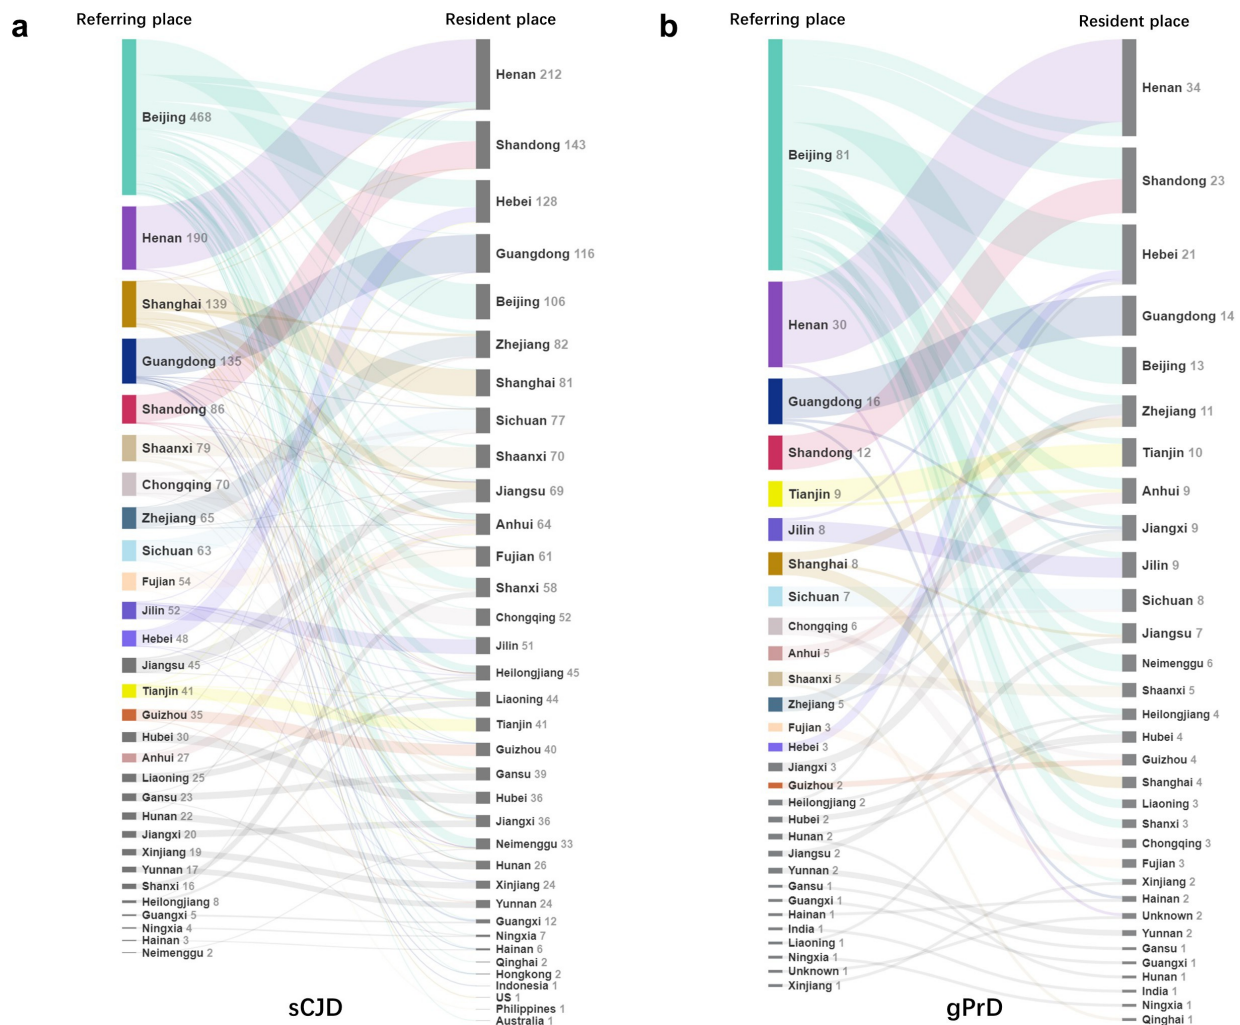 a
Referring place
Resident place
Beijing 468
Henan 190
Shanghai 139
Guangdong 135
Shandong 86
Shaanxi 79
Chongqing 70
Zhejiang 65
Sichuan 63
Fujian 54
Jilin 52
Hebei 48
Jiangsu 45
Tianjin 41
Guizhou 35
Hubei 30
Anhui 27
Liaoning 25
Gansu 23
Hunan 22
Jiangxi 20
Xinjiang 19
Yunnan 17
Shanxi 16
Heilongjiang 8
Guangxi 5
Ningxia 4
Hainan 3
Neimenggu 2
Henan 212
Shandong 143
Hebei 128
Guangdong 116
Beijing 106
Zhejiang 82
Shanghai 81
Sichuan 77
Shaanxi 70
Jiangsu 69
Anhui 64
Fujian 61
Shanxi 58
Chongqing 52
Jilin 51
Heilongjiang 45
Liaoning 44
Tianjin 41
Guizhou 40
Gansu 39
Hubei 36
Jiangxi 36
Neimenggu 33
Hunan 26
Xinjiang 24
Yunnan 24
Guangxi 12
Ningxia 7
Hainan 6
Qinghai 2
Hongkong 2
Indonesia 1
US 1
Philippines 1
Australia 1
sCJD
b
Referring place
Resident place
Beijing 81
Henan 30
Guangdong 16
Shandong 12
Tianjin 9
Jilin 8
Shanghai 8
Sichuan 7
Chongqing 6
Anhui 5
Shaanxi 5
Zhejiang 5
Fujian 3
Hebei 3
Jiangxi 3
Guizhou 2
Heilongjiang 2
Hubei 2
Hunan 2
Jiangsu 2
Yunnan 2
Gansu 1
Guangxi 1
Hainan 1
India 1
Liaoning 1
Ningxia 1
Unknown 1
Xinjiang 1
Henan 34
Shandong 23
Hebei 21
Guangdong 14
Beijing 13
Zhejiang 11
Tianjin 10
Anhui 9
Jiangxi 9
Jilin 9
Sichuan 8
Jiangsu 7
Neimenggu 6
Shaanxi 5
Heilongjiang 4
Hubei 4
Guizhou 4
Shanghai 4
Liaoning 3
Shanxi 3
Chongqing 3
Fujian 3
Xinjiang 2
Hainan 2
Unknown 2
Yunnan 2
Gansu 1
Guangxi 1
Hunan 1
India 1
Ningxia 1
Qinghai 1
gPrD